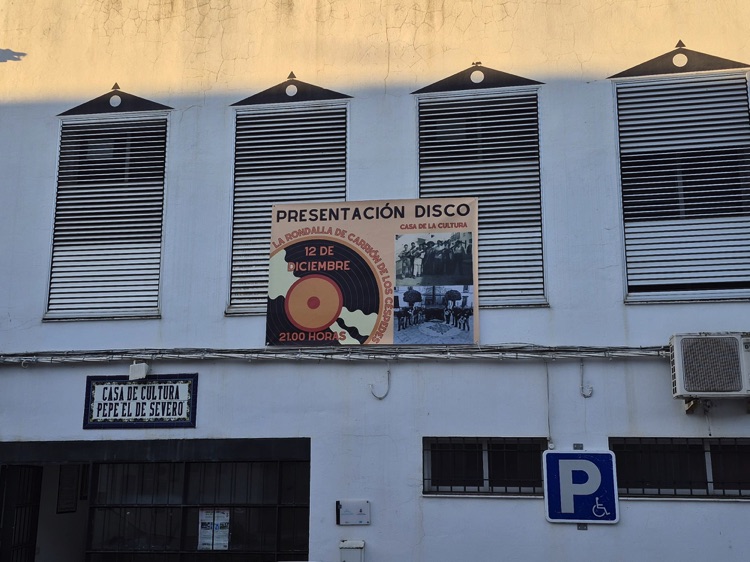 PRESENTACIÓN DISCO
CASA DE LA CULTURA
LA RONDALLA DE CARRIÓN DE LOS CÉSPEDES
12 DE
DICIEMBRE
21.00 HORAS
CASA DE CULTURA
PEPE EL DE SEVERO
P